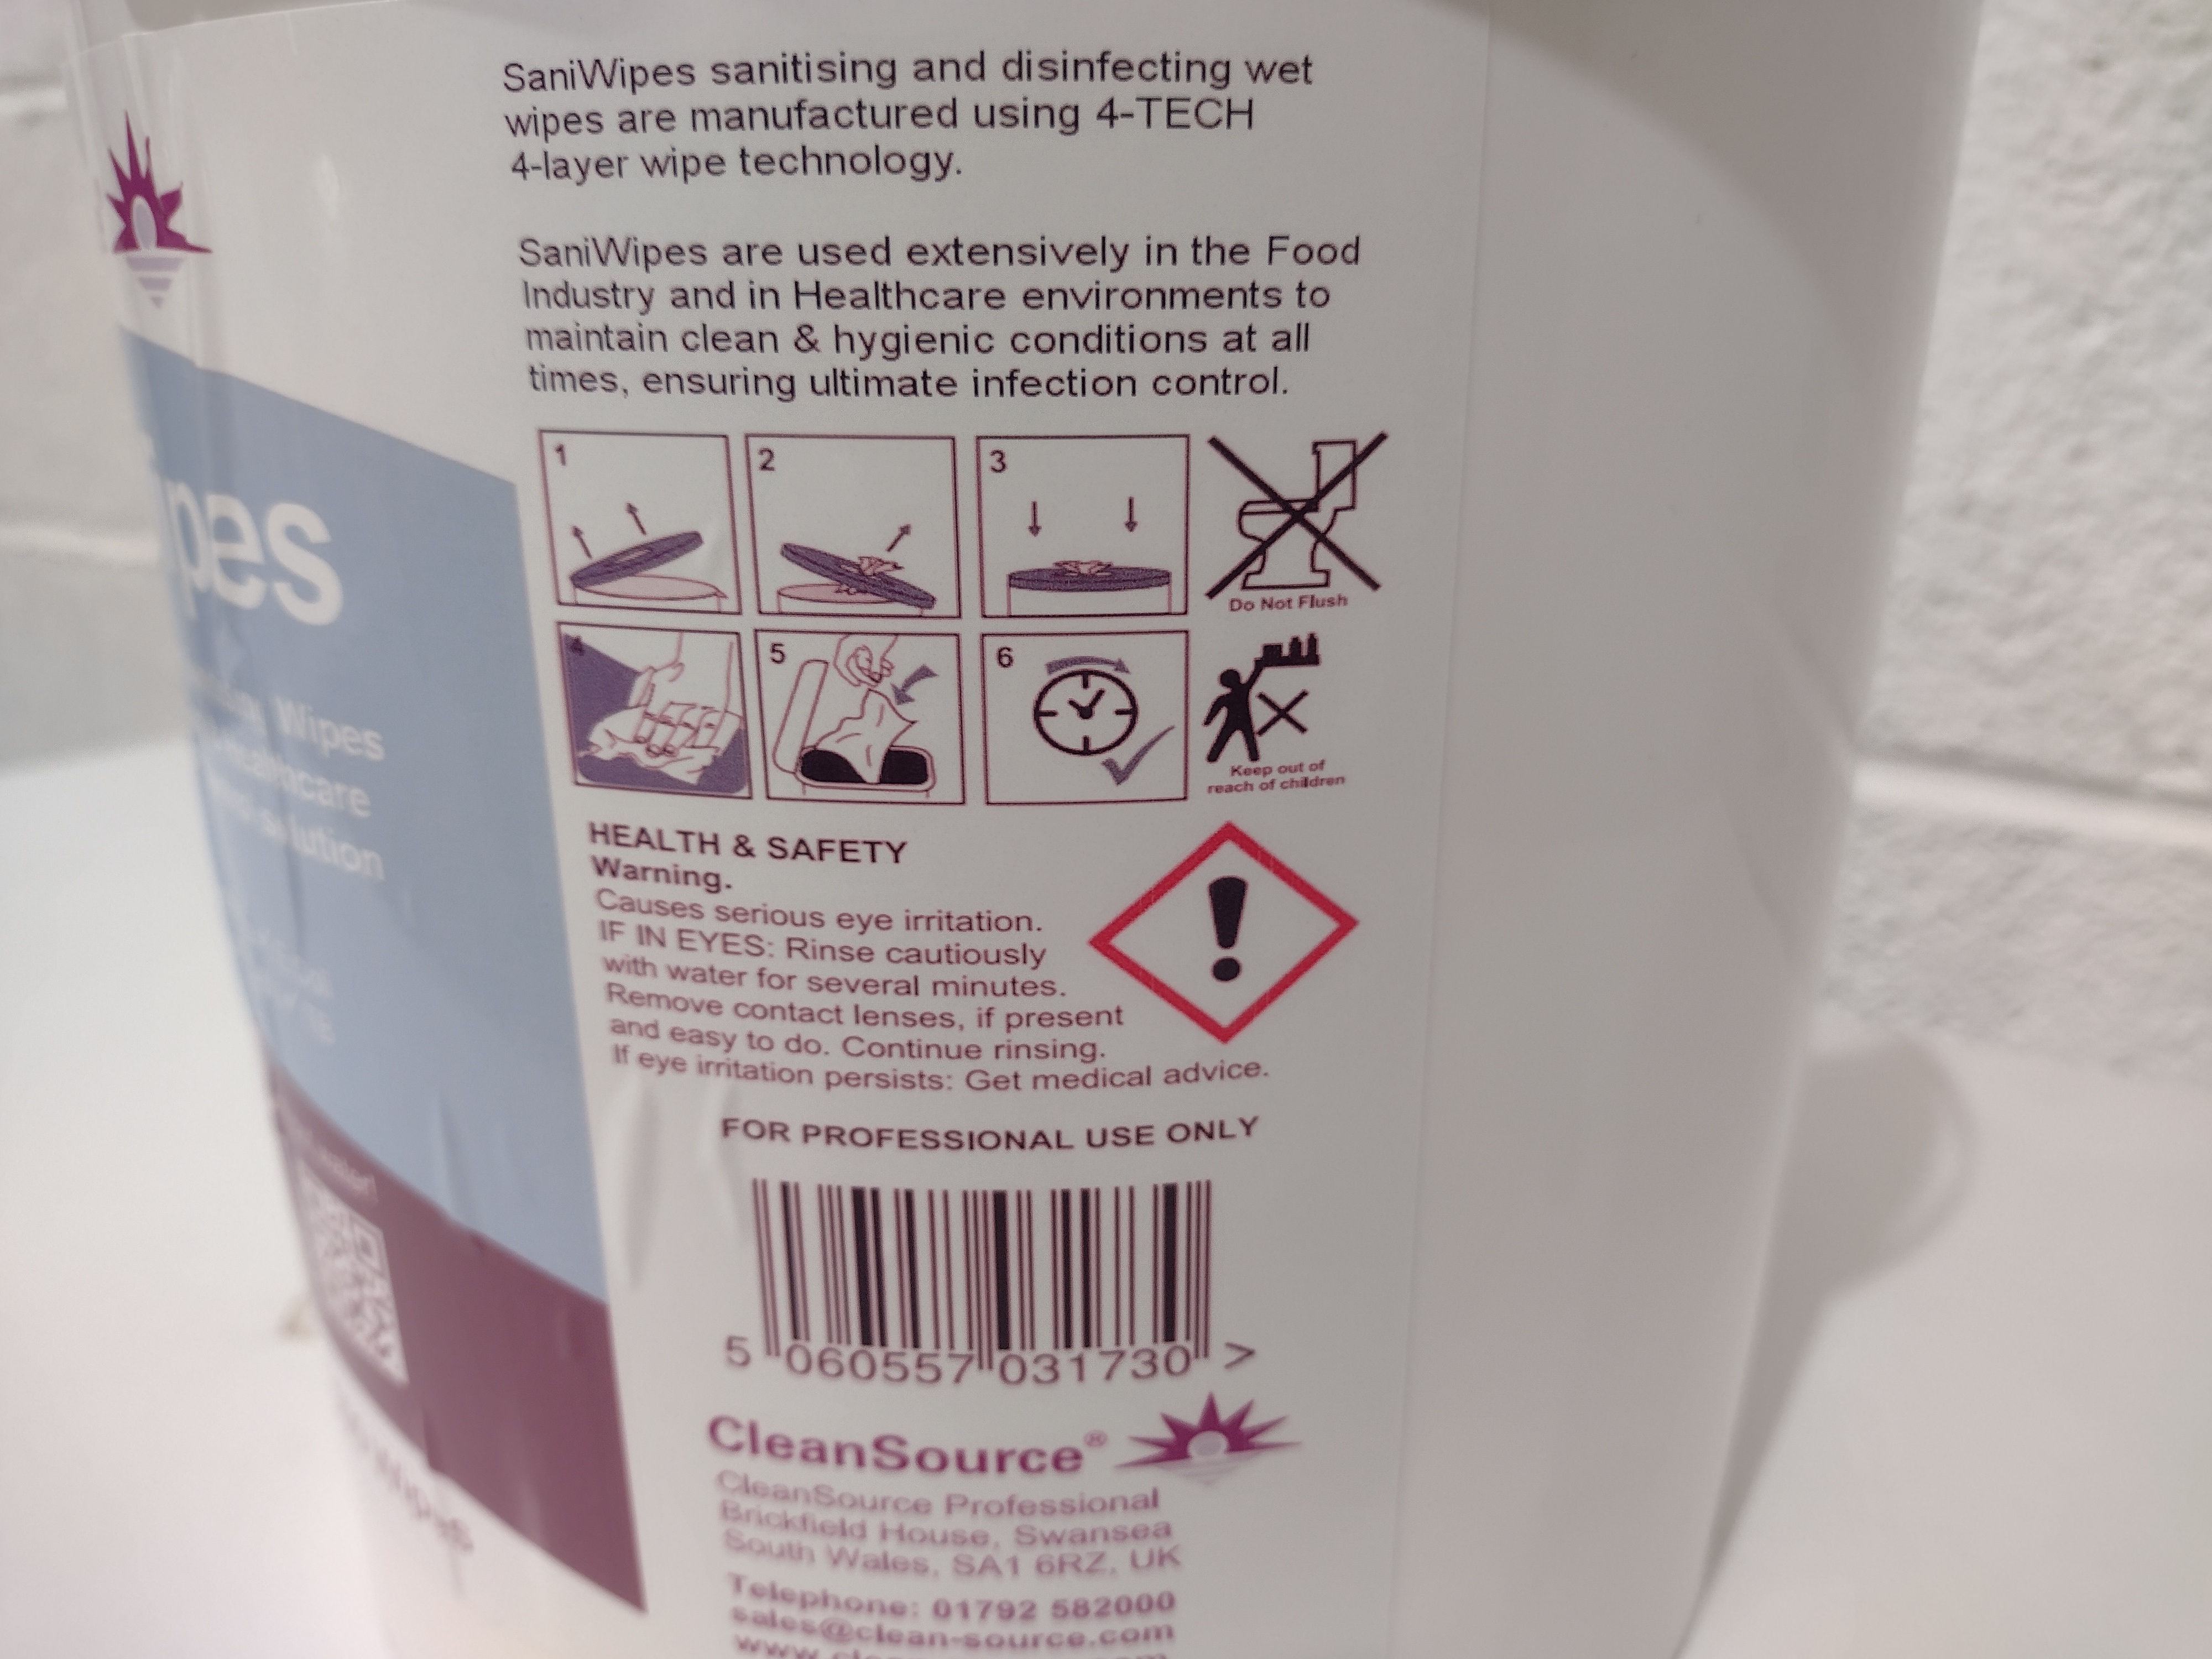 SaniWipes sanitising and disinfecting wet
wipes are manufactured using 4-TECH
4-layer wipe technology.
SaniWipes are used extensively in the Food
Industry and in Healthcare environments to
maintain clean & hygienic conditions at all
times, ensuring ultimate infection control.
1
2
3
Do Not Flush
4
5
6
Keep out of
reach of children
HEALTH & SAFETY
Warning.
Causes serious eye irritation.
IF IN EYES: Rinse cautiously
with water for several minutes.
Remove contact lenses, if present
and easy to do. Continue rinsing.
If eye irritation persists: Get medical advice.
FOR PROFESSIONAL USE ONLY
5 060557 031730 >
CleanSource®
CleanSource Professional
Brickfield House, Swansea
South Wales, SA1 6RZ, UK
Telephone: 01792 582000
sales@clean-source.com
pes
Wipes
Healthcare
solution
Wipes